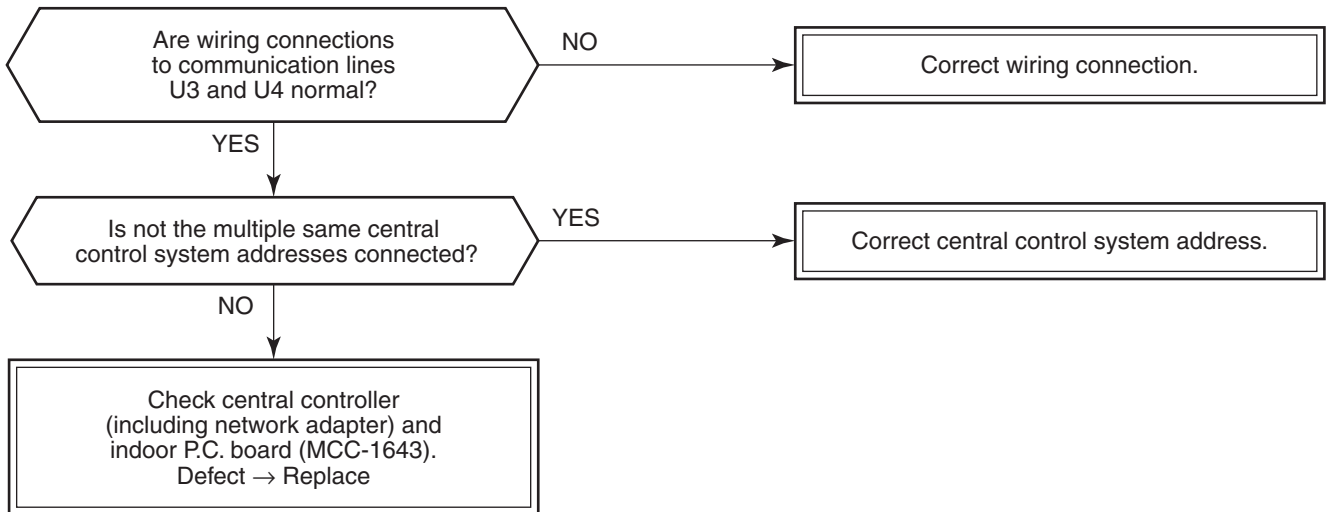 Are wiring connections
to communication lines
U3 and U4 normal?
NO
Correct wiring connection.
YES
Is not the multiple same central
control system addresses connected?
YES
Correct central control system address.
NO
Check central controller
(including network adapter) and
indoor P.C. board (MCC-1643).
Defect → Replace